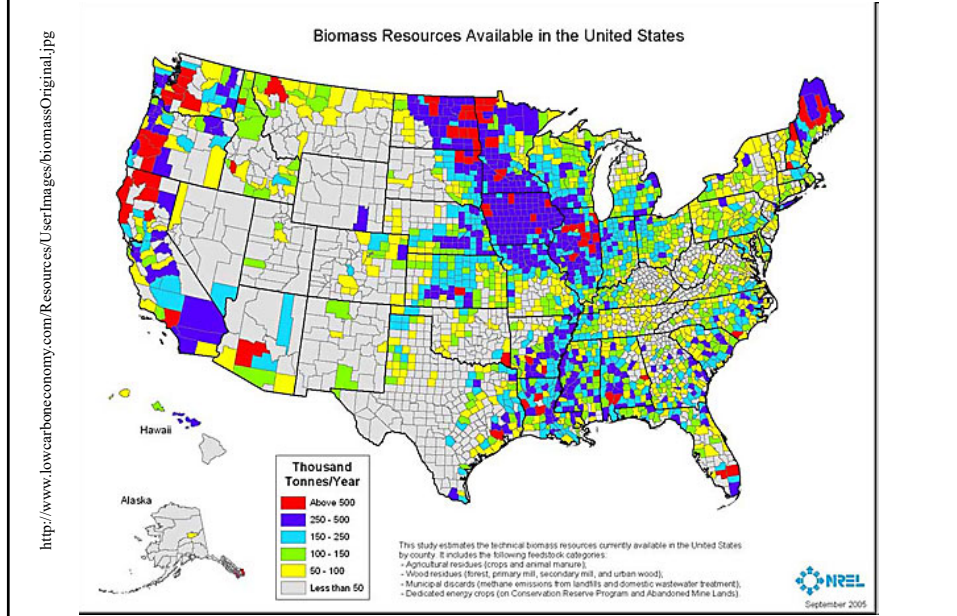 http://www.lowcarboneconomy.com/Resources/UserImages/biomassOriginal.jpg
Biomass Resources Available in the United States
Hawaii
Alaska
Thousand
Tonnes/Year
Above 500
250 - 500
150 - 250
100 - 150
50 - 100
Less than 50
This study estimates the technical biomass resources currently available in the United States
by county. It includes the following feedstock categories:
- Agricultural residues (crops and animal manure);
- Wood residues (forest, primary mill, secondary mill, and urban wood);
- Municipal discards (methane emissions from landfills and domestic wastewater treatment);
- Dedicated energy crops (on Conservation Reserve Program and Abandoned Mine Lands).
NREL
September 2005